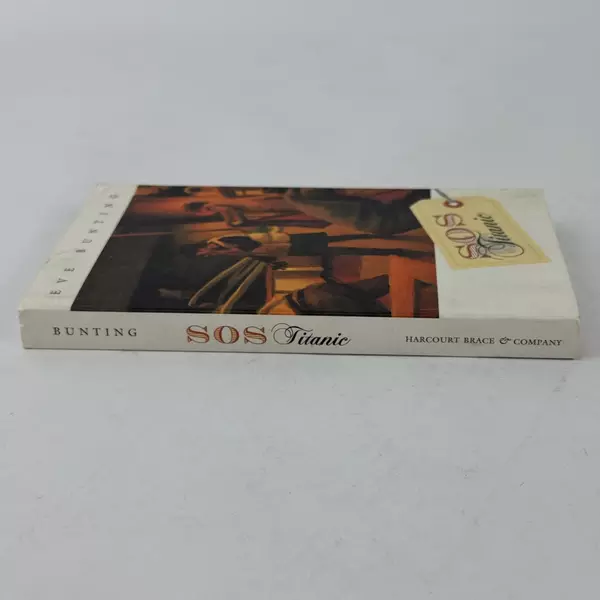 EVE BUNTING
SOS
Titanic
BUNTING SOS Titanic HARCOURT BRACE & COMPANY